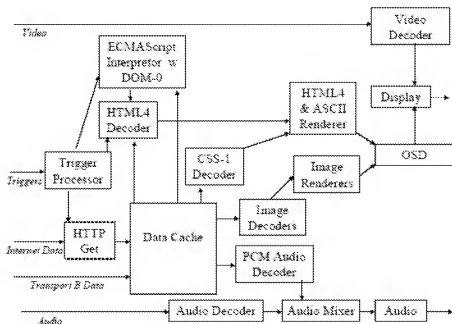 Video
Video
Decoder
ECMAScript
Interpretor w
DOM-0
HTML4
Decoder
HTML4
& ASCII
Renderer
Display
Trigger
Processor
Triggers
CSS-1
Decoder
Image
Renderers
OSD
HTTP
Get
Internet Data
Data Cache
Image
Decoders
PCM Audio
Decoder
Transport B Data
Audio Decoder
Audio Mixer
Audio
Audio